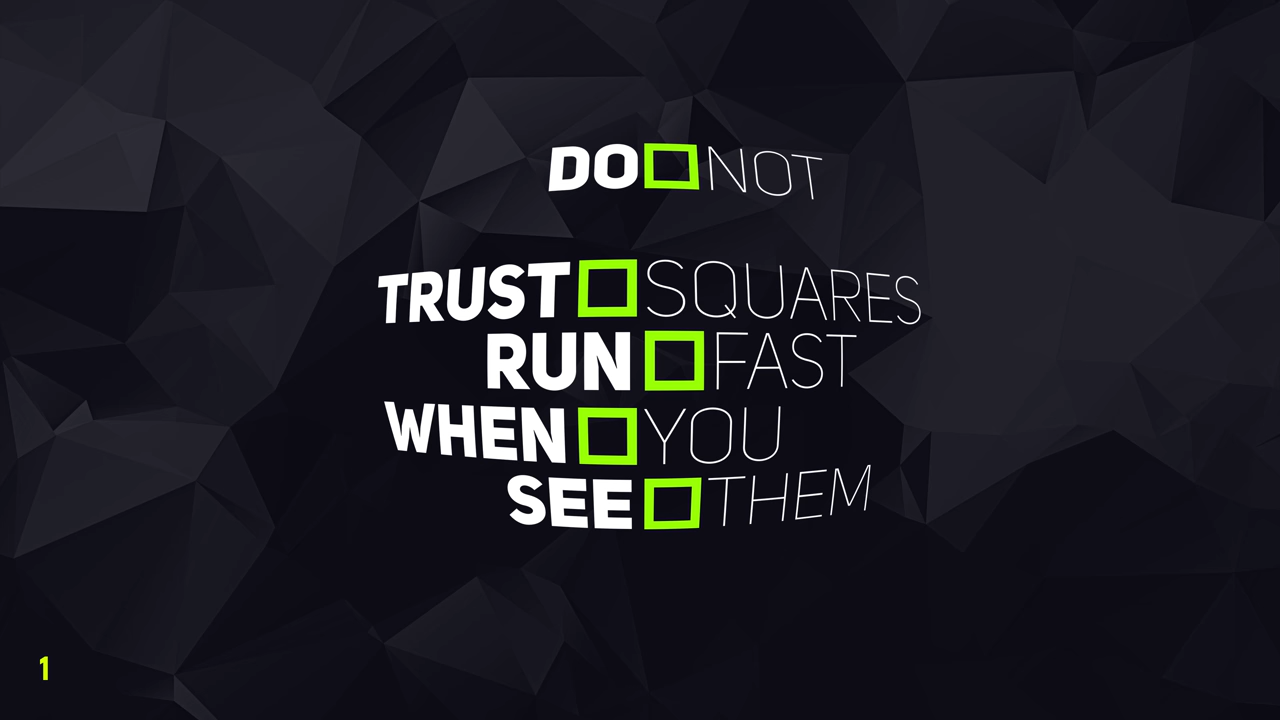 DO NOT
TRUST SQUARES
RUN FAST
WHEN YOU
SEE THEM
1